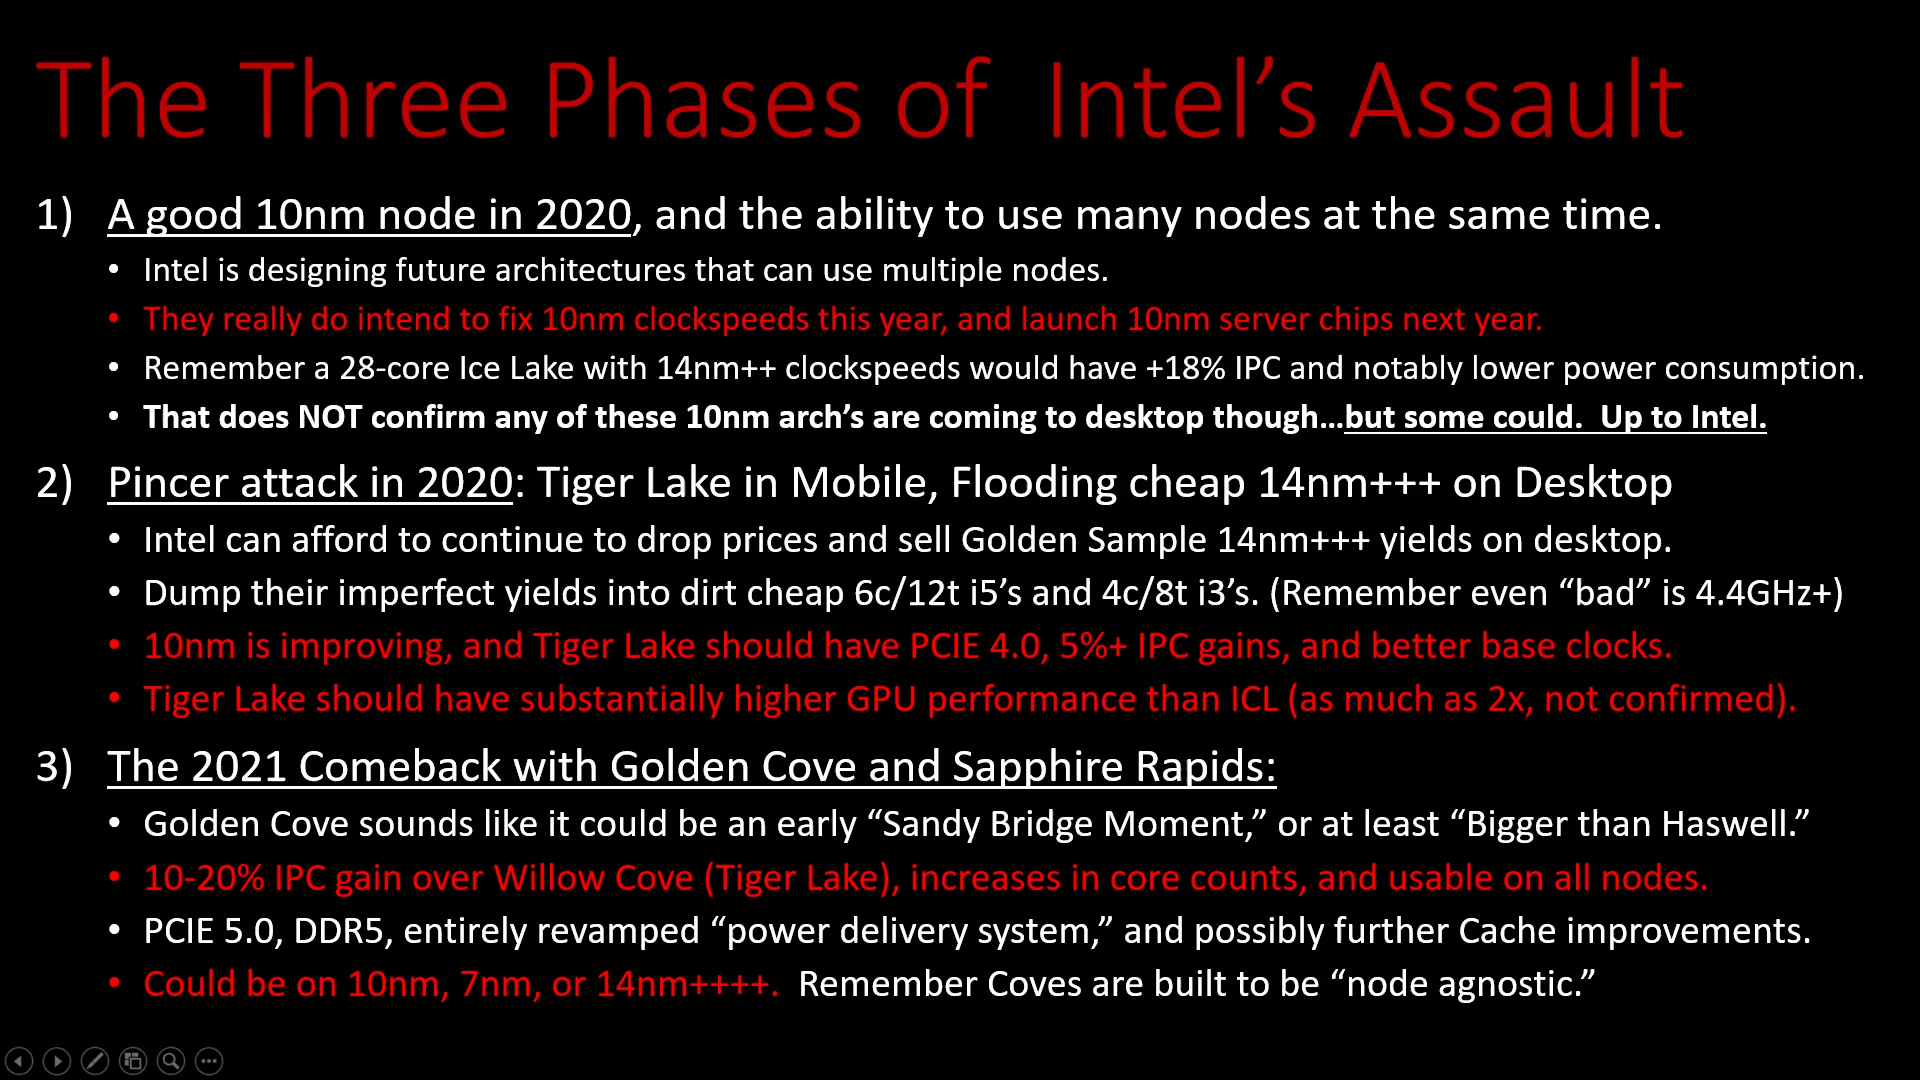 The Three Phases of  Intel’s Assault
1) A good 10nm node in 2020, and the ability to use many nodes at the same time.
• Intel is designing future architectures that can use multiple nodes.
• They really do intend to fix 10nm clockspeeds this year, and launch 10nm server chips next year.
• Remember a 28-core Ice Lake with 14nm++ clockspeeds would have +18% IPC and notably lower power consumption.
• That does NOT confirm any of these 10nm arch’s are coming to desktop though…but some could.  Up to Intel.
2) Pincer attack in 2020: Tiger Lake in Mobile, Flooding cheap 14nm+++ on Desktop
• Intel can afford to continue to drop prices and sell Golden Sample 14nm+++ yields on desktop.
• Dump their imperfect yields into dirt cheap 6c/12t i5’s and 4c/8t i3’s. (Remember even “bad” is 4.4GHz+)
• 10nm is improving, and Tiger Lake should have PCIE 4.0, 5%+ IPC gains, and better base clocks.
• Tiger Lake should have substantially higher GPU performance than ICL (as much as 2x, not confirmed).
3) The 2021 Comeback with Golden Cove and Sapphire Rapids:
• Golden Cove sounds like it could be an early “Sandy Bridge Moment,” or at least “Bigger than Haswell.”
• 10-20% IPC gain over Willow Cove (Tiger Lake), increases in core counts, and usable on all nodes.
• PCIE 5.0, DDR5, entirely revamped “power delivery system,” and possibly further Cache improvements.
• Could be on 10nm, 7nm, or 14nm++++.  Remember Coves are built to be “node agnostic.”